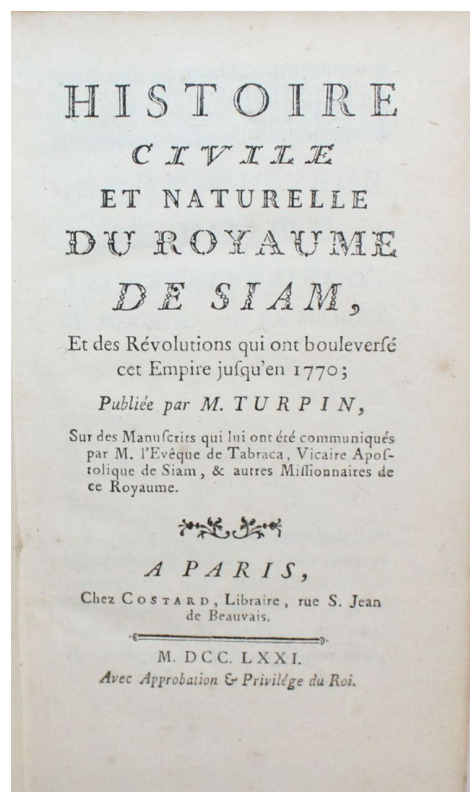 HISTOIRE
CIVILE
ET NATURELLE
DU ROYAUME
DE SIAM,
Et des Révolutions qui ont bouleverſé
cet Empire juſqu'en 1770;
Publiée par M. TURPIN,
Sur des Manuſcrits qui lui ont été communiqués
par M. l'Evêque de Tabraca, Vicaire Apoſ-
tolique de Siam, & autres Miſſionnaires de
ce Royaume.
A PARIS,
Chez COSTARD, Libraire, rue S. Jean
de Beauvais.
M. DCC. LXXI.
Avec Approbation & Privilége du Roi.